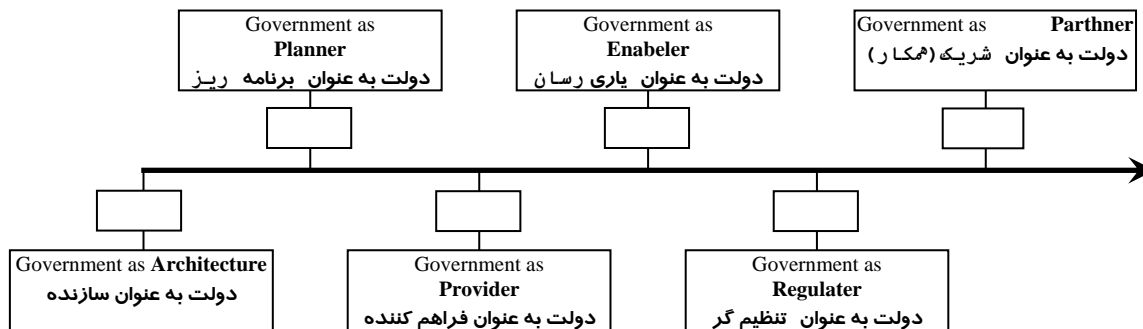 Government as
Planner
دولت به عنوان برنامه ریز
Government as
Enabeler
دولت به عنوان یاری رسان
Government as Parthner
دولت به عنوان شریک(همکار)
Government as Architecture
دولت به عنوان سازنده
Government as
Provider
دولت به عنوان فراهم کننده
Government as
Regulater
دولت به عنوان تنظیم گر